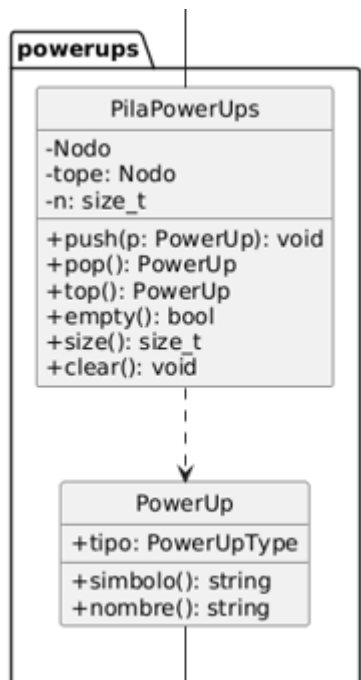 powerups
PilaPowerUps
-Nodo
-tope: Nodo
-n: size_t
+push(p: PowerUp): void
+pop(): PowerUp
+top(): PowerUp
+empty(): bool
+size(): size_t
+clear(): void
PowerUp
+tipo: PowerUpType
+simbolo(): string
+nombre(): string